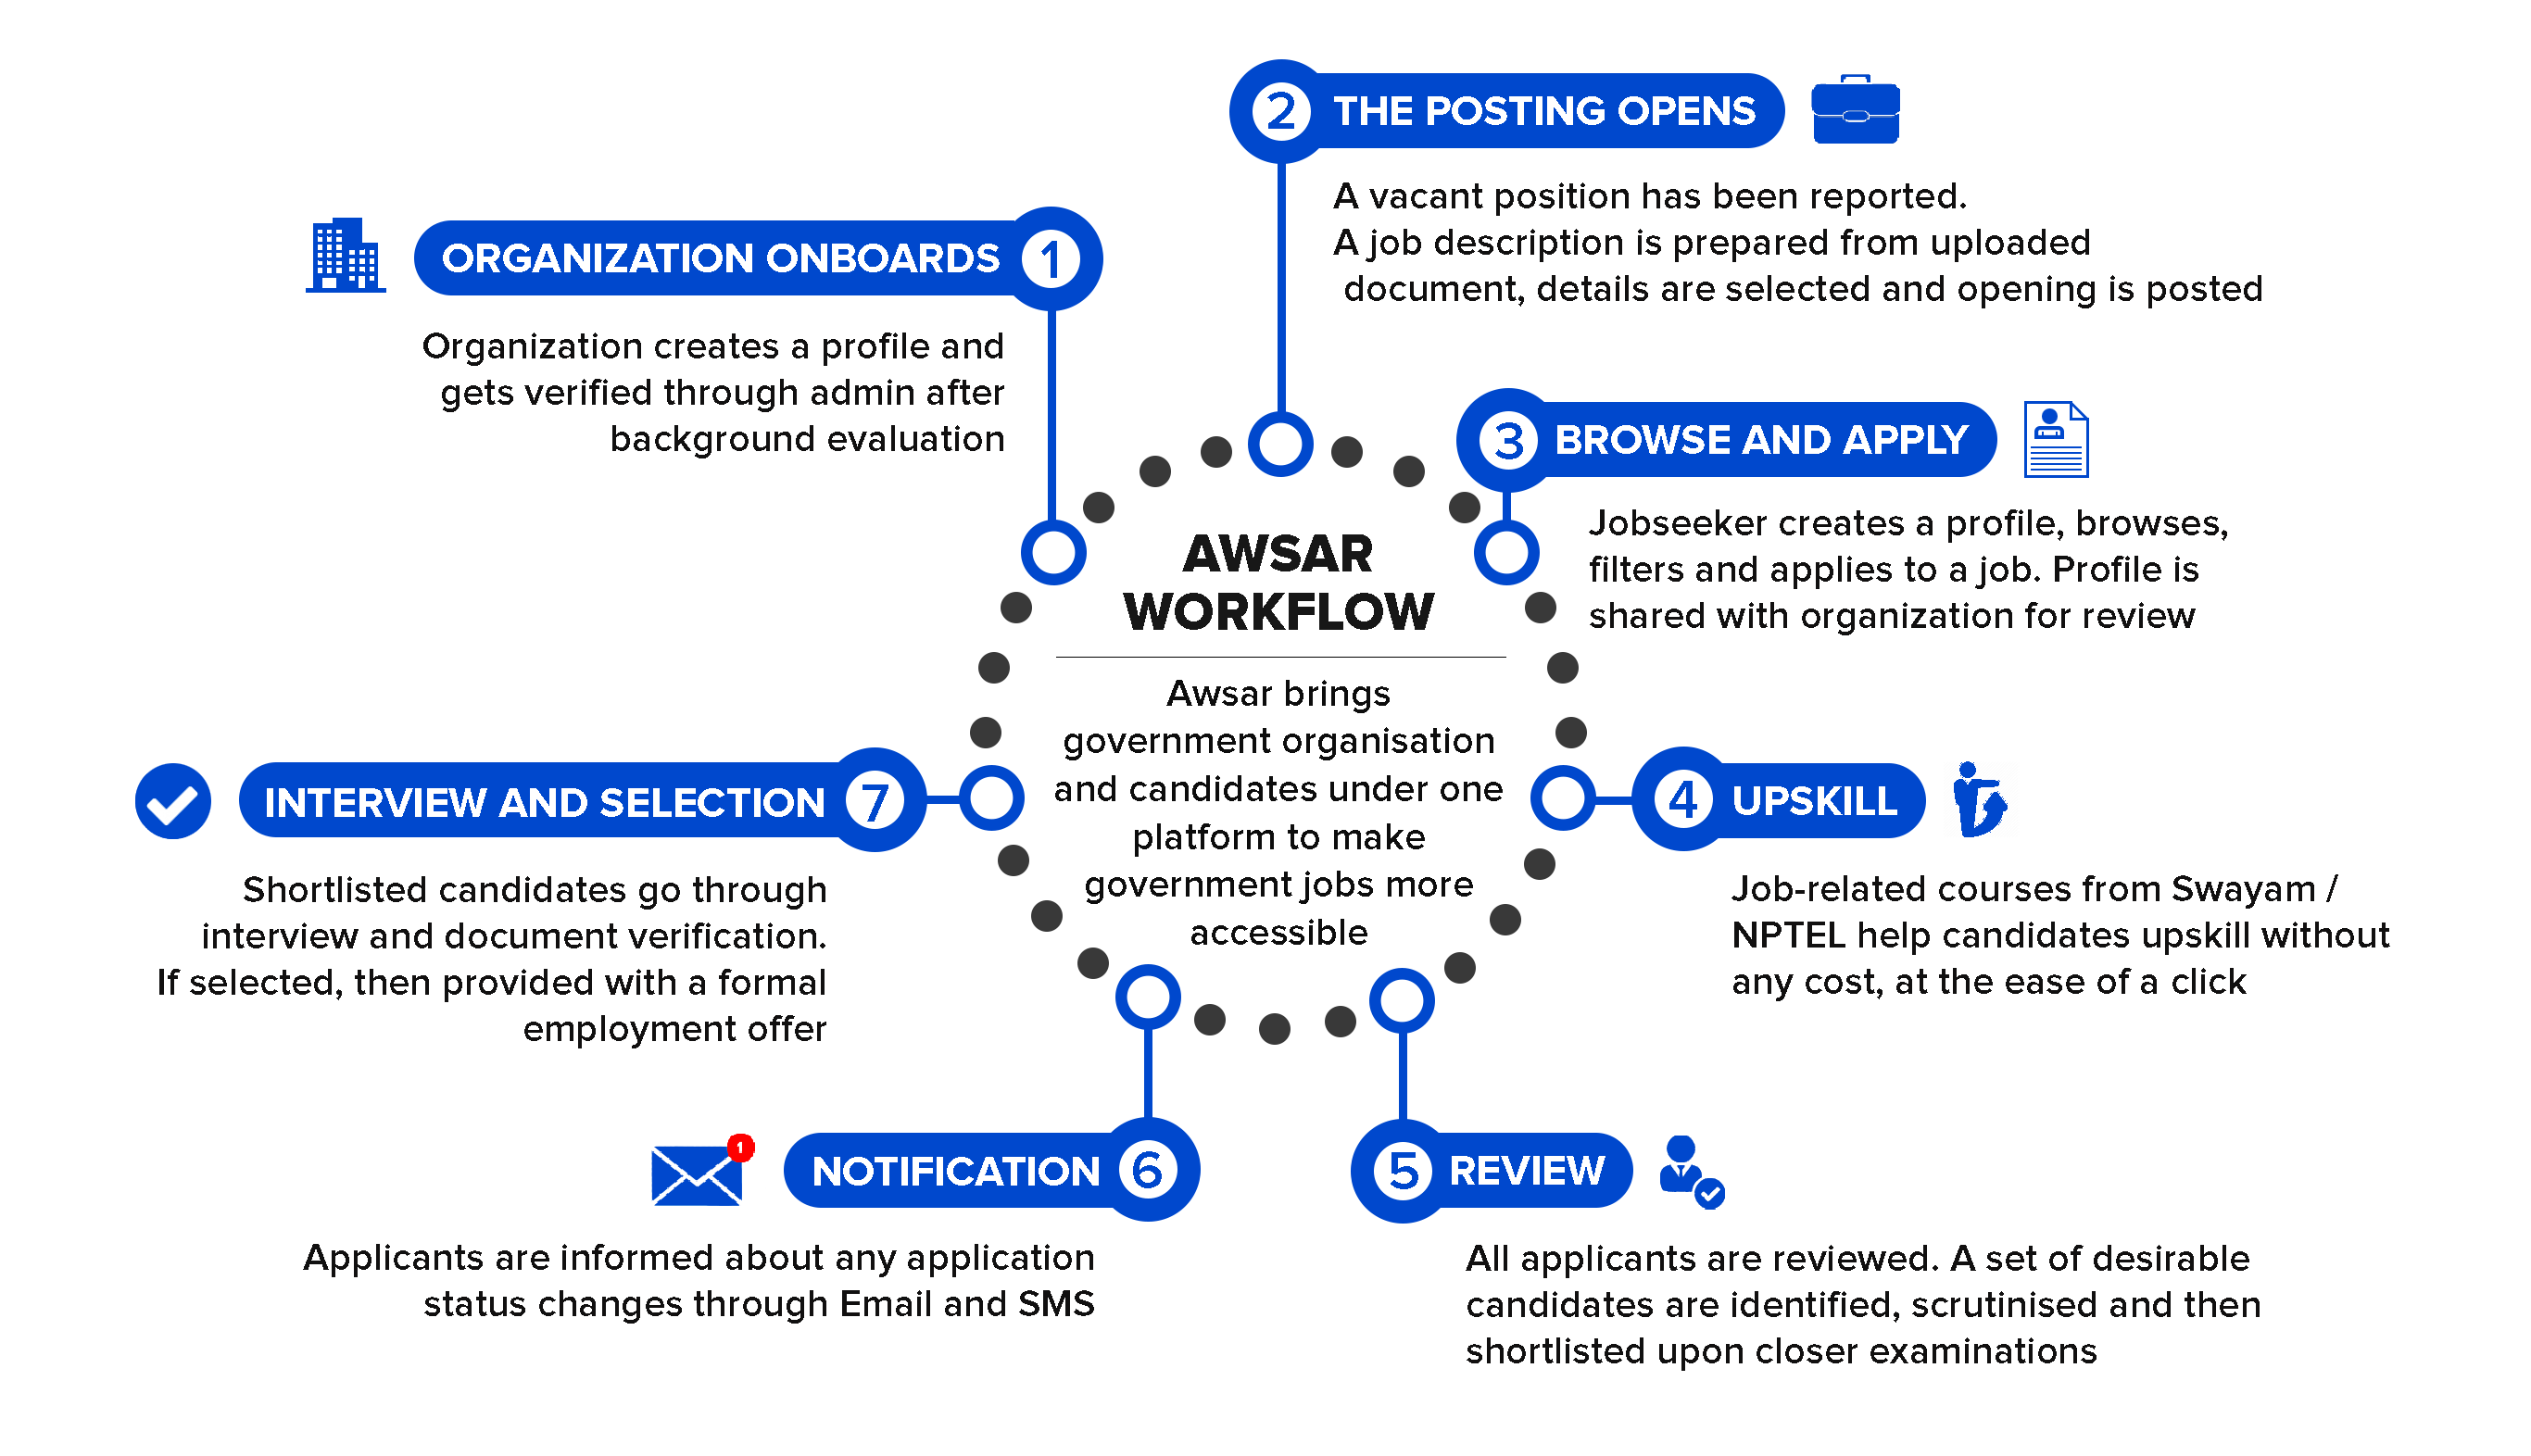 AWSAR
WORKFLOW
Awsar brings
government organisation
and candidates under one
platform to make
government jobs more
accessible
1
ORGANIZATION ONBOARDS
Organization creates a profile and
gets verified through admin after
background evaluation
2
THE POSTING OPENS
A vacant position has been reported.
A job description is prepared from uploaded
document, details are selected and opening is posted
3
BROWSE AND APPLY
Jobseeker creates a profile, browses,
filters and applies to a job. Profile is
shared with organization for review
4
UPSKILL
Job-related courses from Swayam /
NPTEL help candidates upskill without
any cost, at the ease of a click
5
REVIEW
All applicants are reviewed. A set of desirable
candidates are identified, scrutinised and then
shortlisted upon closer examinations
6
NOTIFICATION
1
Applicants are informed about any application
status changes through Email and SMS
7
INTERVIEW AND SELECTION
Shortlisted candidates go through
interview and document verification.
If selected, then provided with a formal
employment offer